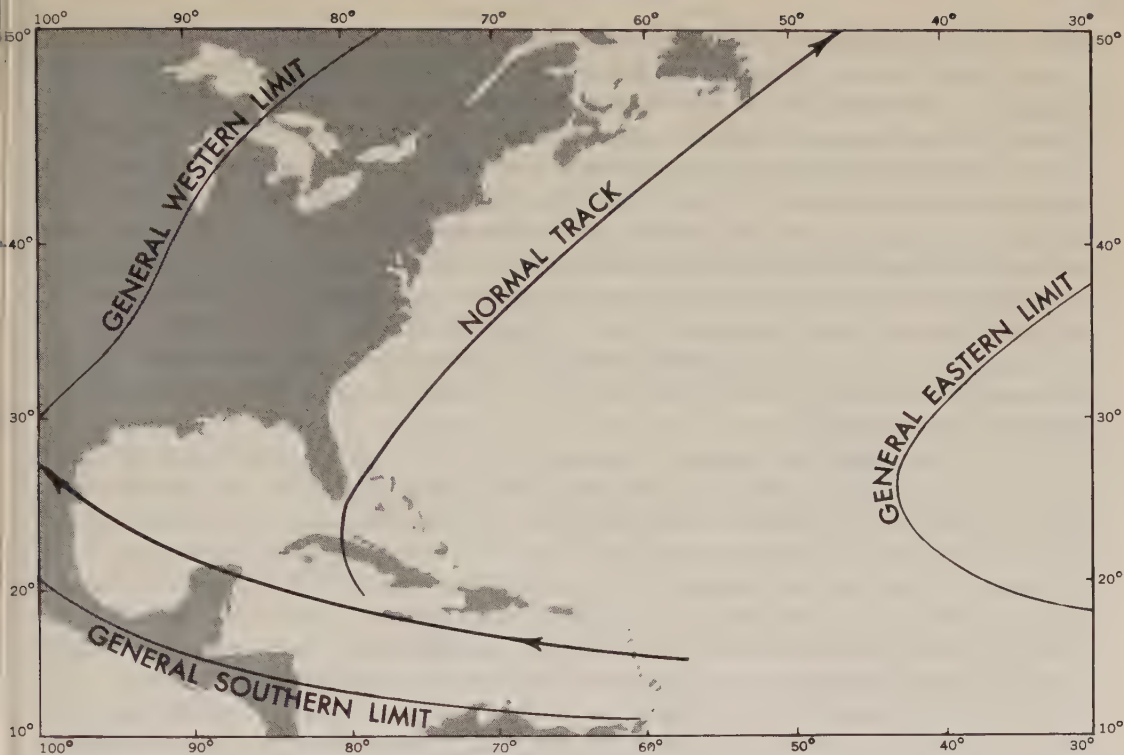 100° 90° 80° 70° 60° 50° 40° 30°
50° 50°
GENERAL WESTERN LIMIT
NORMAL TRACK
40° 40°
GENERAL EASTERN LIMIT
30° 30°
20° 20°
GENERAL SOUTHERN LIMIT
10° 10°
100° 90° 80° 70° 60° 50° 40° 30°